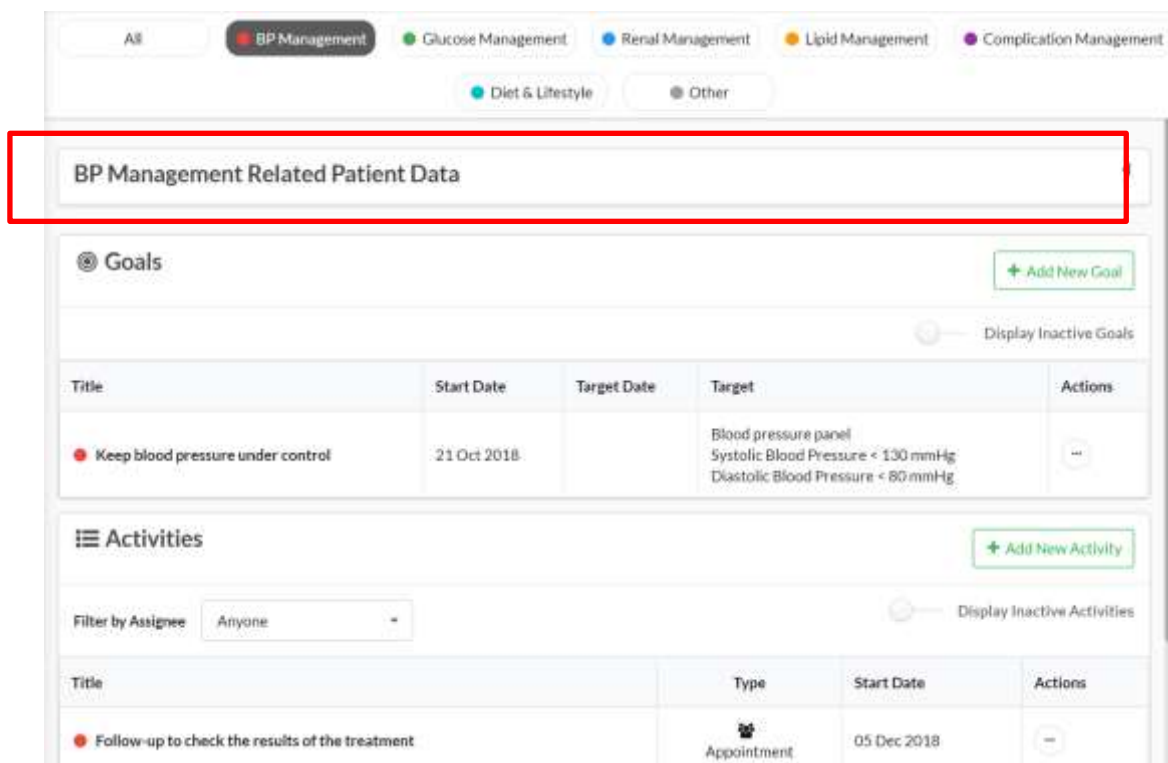 All BP Management Glucose Management Renal Management Lipid Management Complication Management
Diet & Lifestyle Other
BP Management Related Patient Data
Goals
+ Add New Goal
Display Inactive Goals
Title Start Date Target Date Target Actions
Blood pressure panel
Keep blood pressure under control 21 Oct 2018 Systolic Blood Pressure < 130 mmHg
Diastolic Blood Pressure < 80 mmHg
Activities
+ Add New Activity
Display Inactive Activities
Filter by Assignee Anyone
Title Type Start Date Actions
Follow-up to check the results of the treatment Appointment 05 Dec 2018